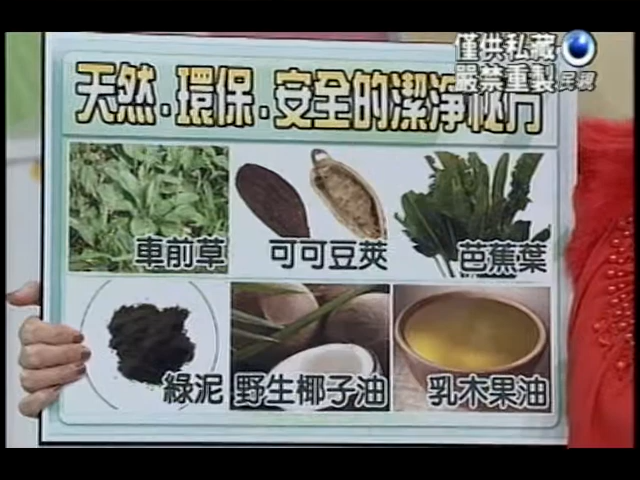 僅供私藏
嚴禁重製
民視
天然.環保.安全的潔淨秘方
車前草
可可豆莢
芭蕉葉
綠泥
野生椰子油
乳木果油